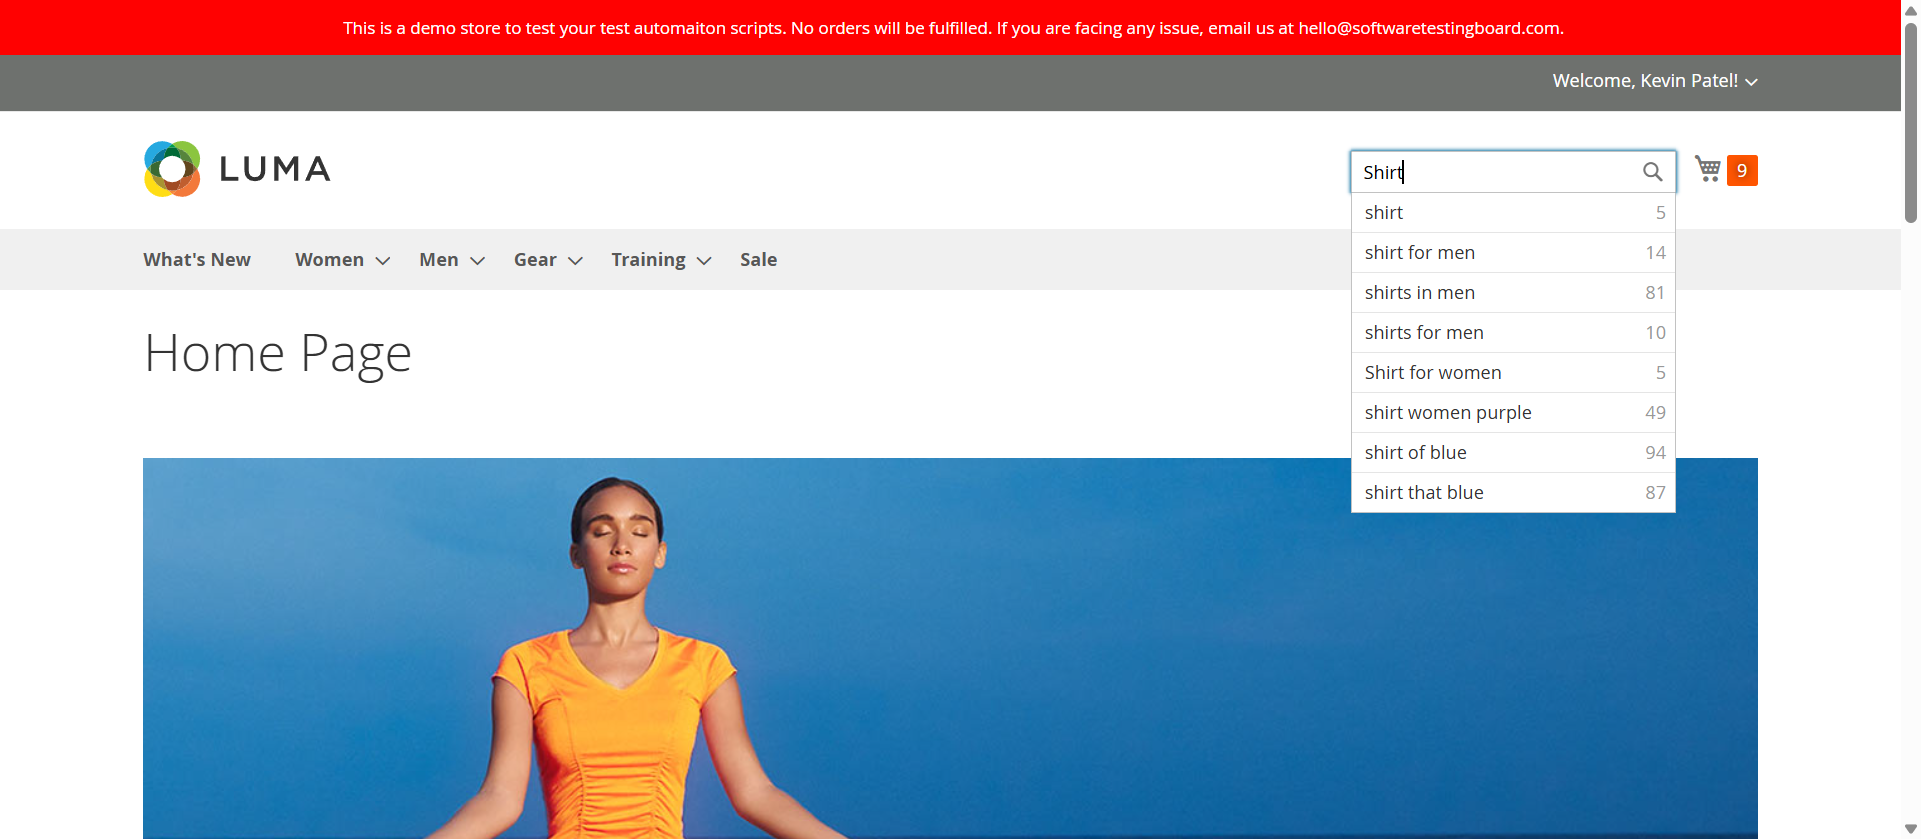 This is a demo store to test your test automaiton scripts. No orders will be fulfilled. If you are facing any issue, email us at hello@softwaretestingboard.com.
Welcome, Kevin Patel!
LUMA
Shirt
9
shirt 5
shirt for men 14
shirts in men 81
shirts for men 10
Shirt for women 5
shirt women purple 49
shirt of blue 94
shirt that blue 87
What's New Women Men Gear Training Sale
Home Page